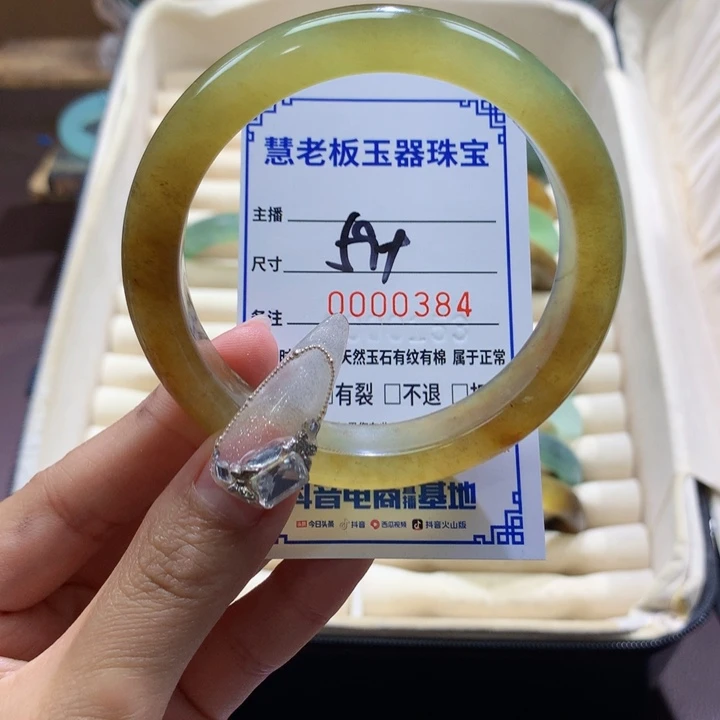 慧老板玉器珠宝
主播
尺寸
备注 0000384
天然玉石有纹有棉 属于正常
有裂 □不退 □
抖音电商直播基地
今日头条 抖音 西瓜视频 抖音火山版